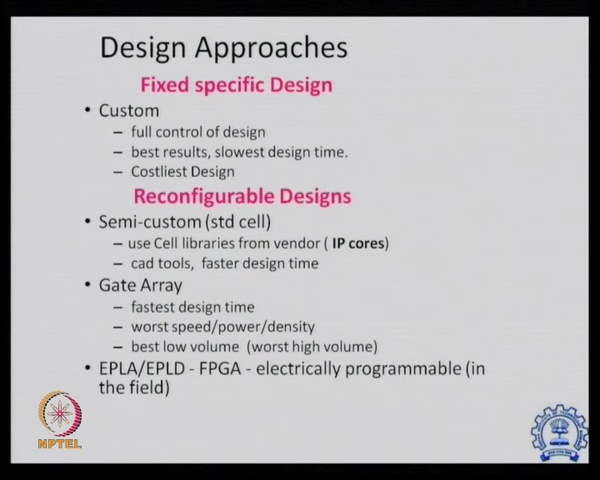 Design Approaches
Fixed specific Design
• Custom
– full control of design
– best results, slowest design time.
– Costliest Design
Reconfigurable Designs
• Semi-custom (std cell)
– use Cell libraries from vendor ( IP cores)
– cad tools, faster design time
• Gate Array
– fastest design time
– worst speed/power/density
– best low volume (worst high volume)
• EPLA/EPLD - FPGA - electrically programmable (in
the field)
NPTEL